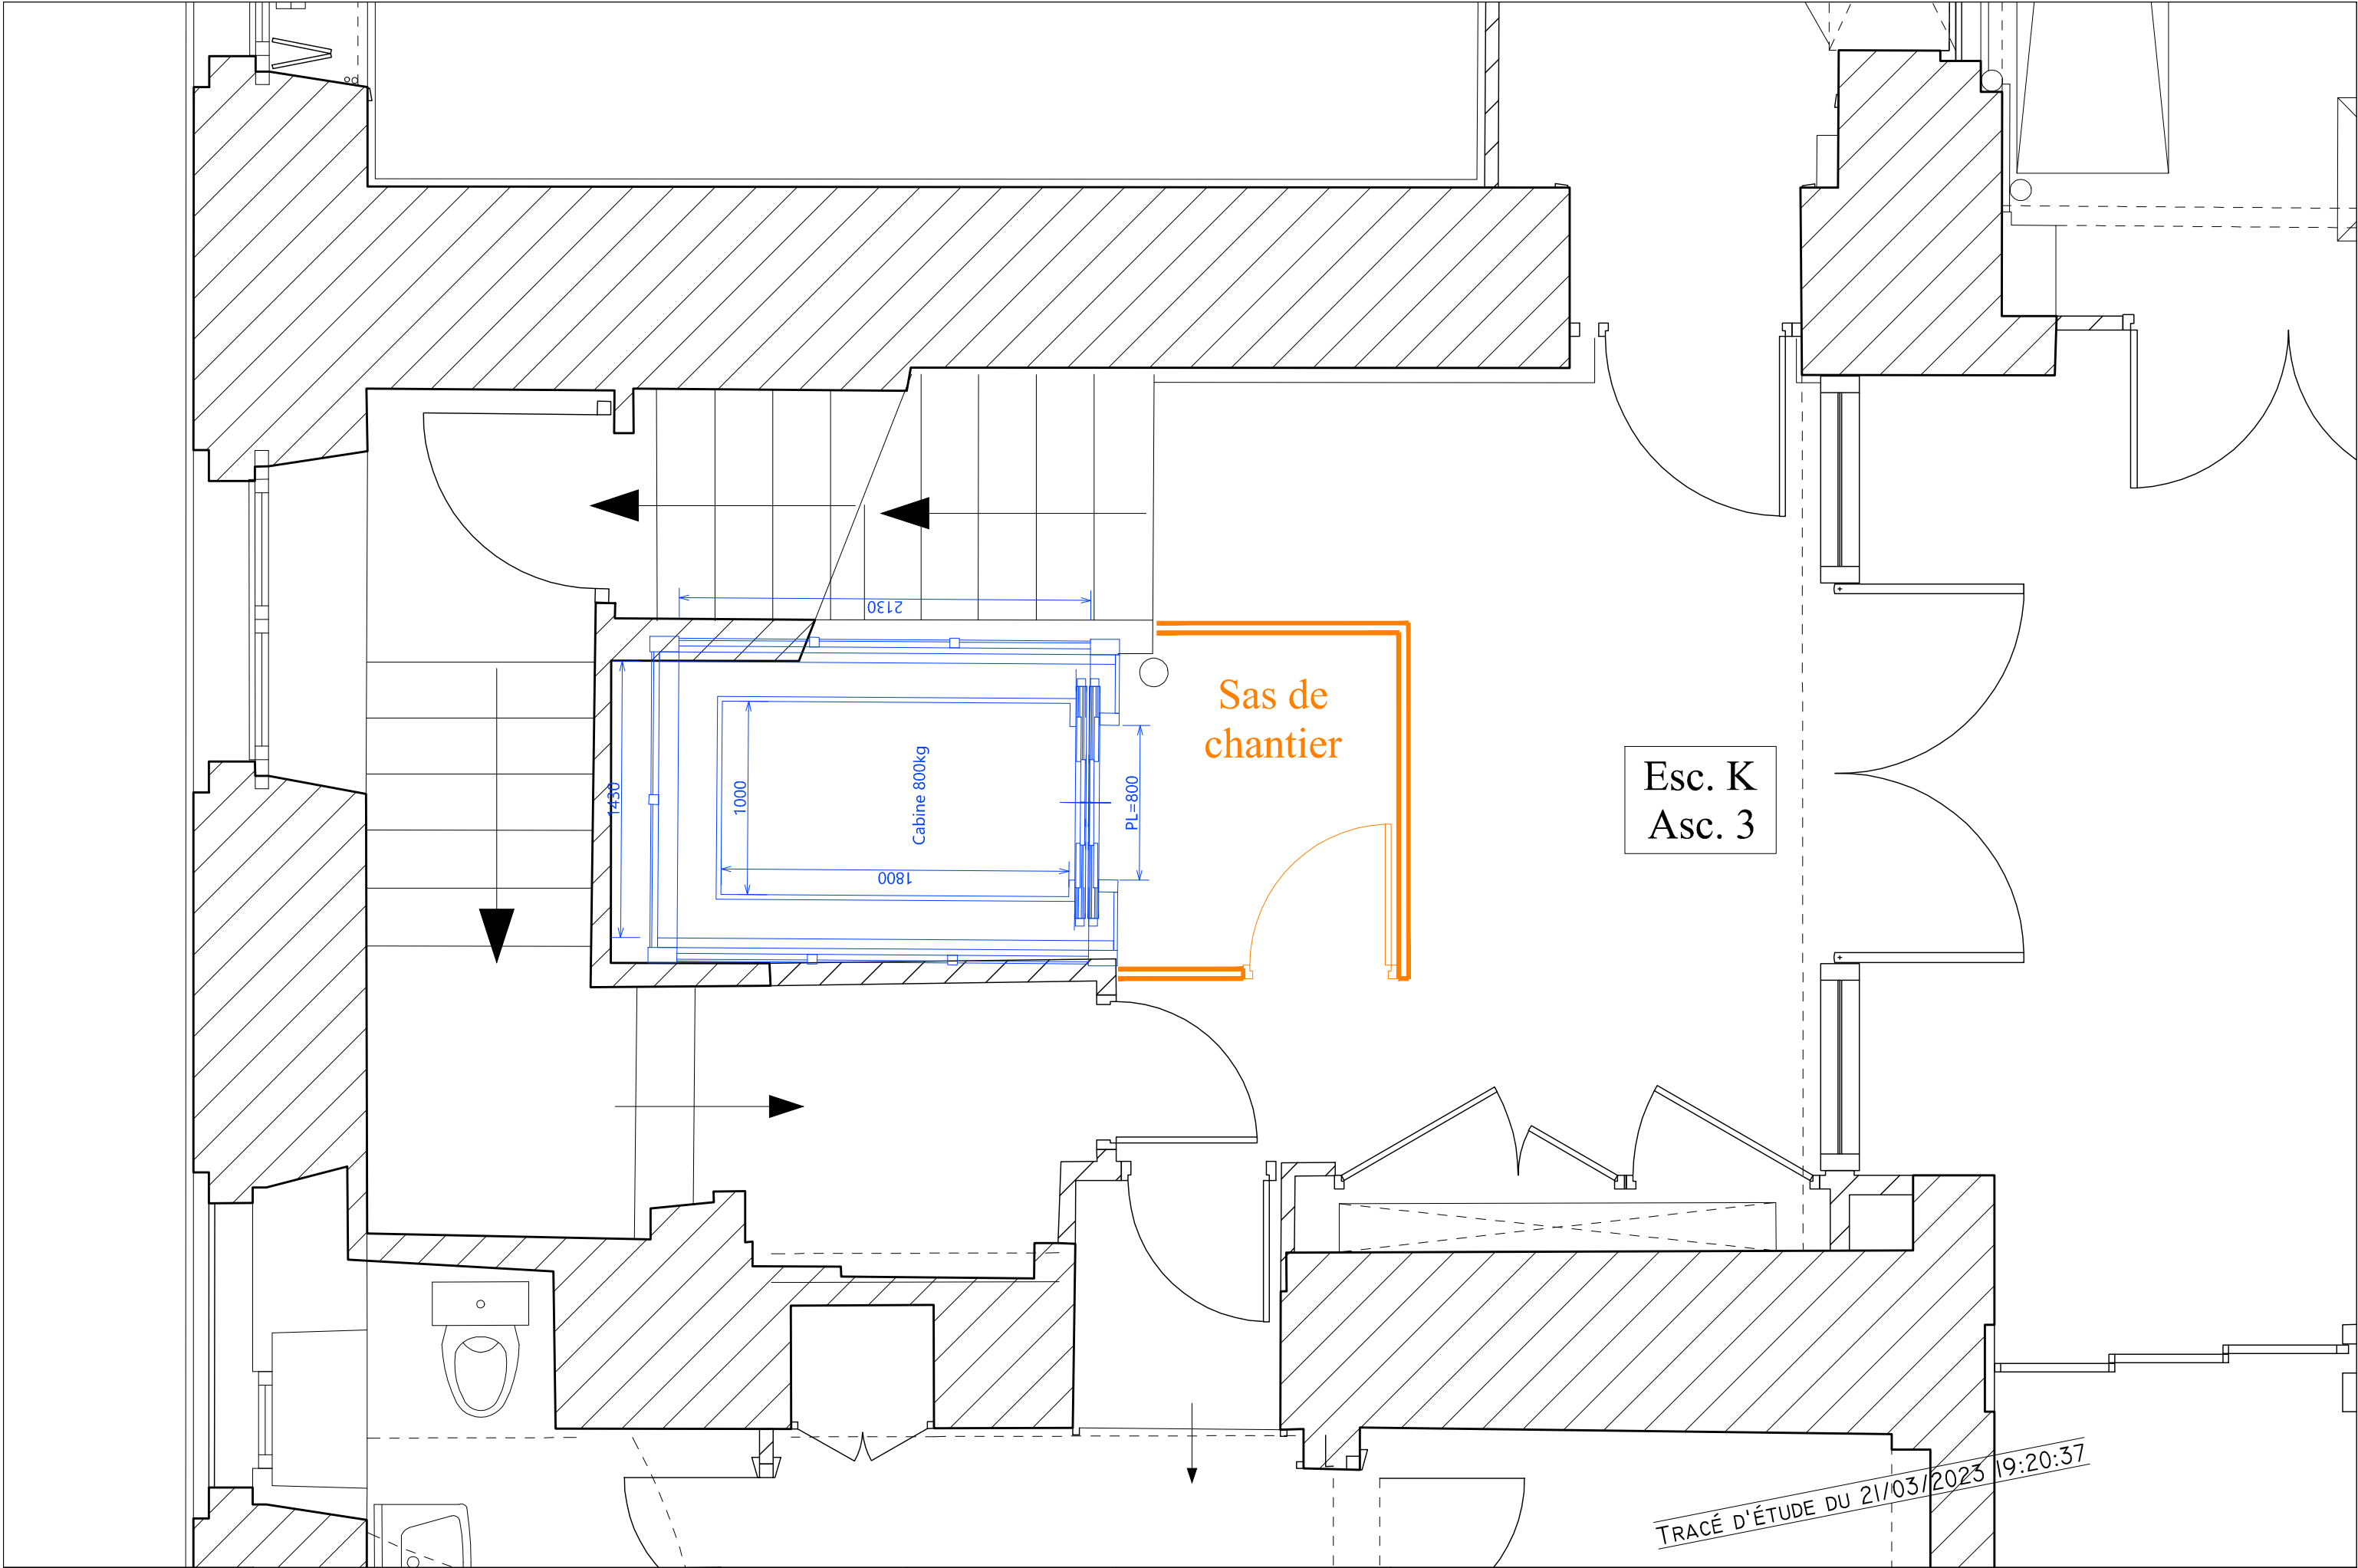 2130
Sas de
chantier
1430
1000
Cabine 800kg
PL=800
1800
Esc. K
Asc. 3
TRACÉ D'ÉTUDE DU 21/03/2023 19:20:37